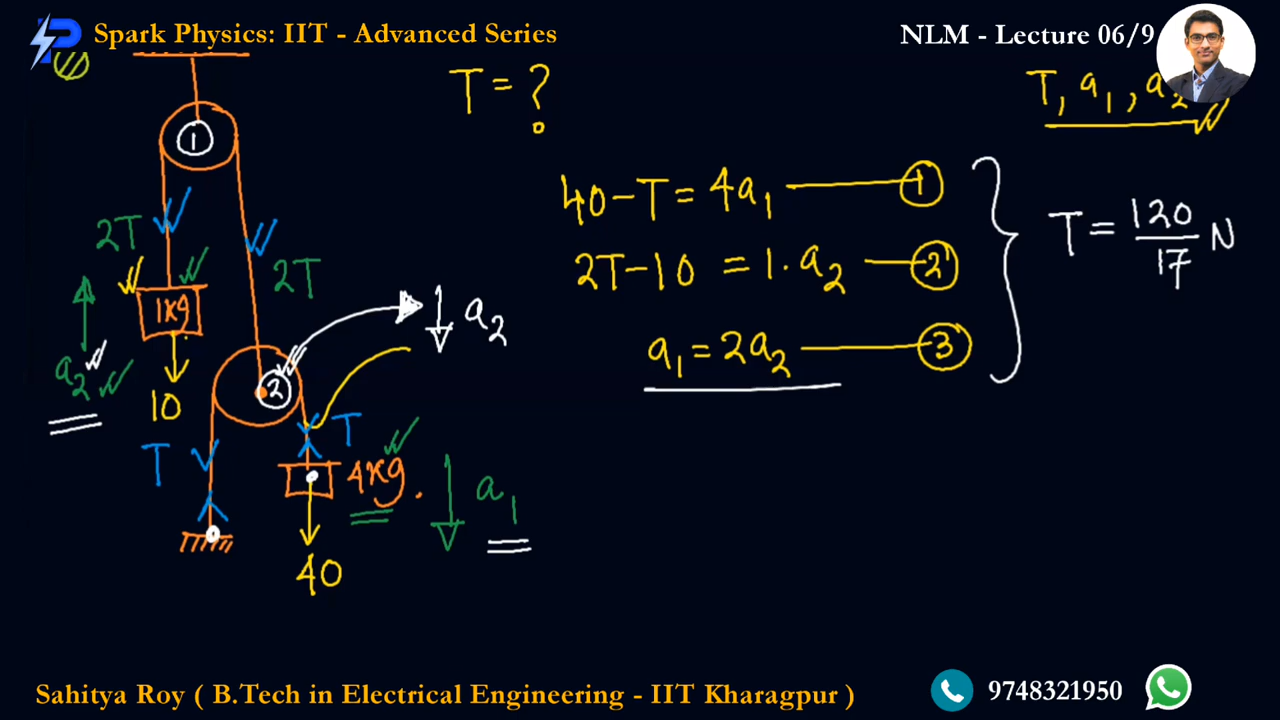 Spark Physics: IIT - Advanced Series
NLM - Lecture 06/9
T = ?
T, a₁, a₂
1
40 - T = 4a₁ ——— 1
2T - 10 = 1. a₂ — 2
a₁ = 2a₂ ——— 3
T = 120/17 N
2T
2T
1kg
a₂
a₂
10
2
T
T
4kg.
a₁
40
Sahitya Roy ( B.Tech in Electrical Engineering - IIT Kharagpur )
9748321950